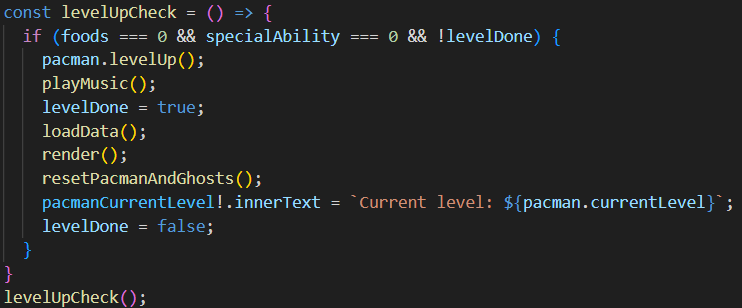 const levelUpCheck = () => {
if (foods === 0 && specialAbility === 0 && !levelDone) {
pacman.levelUp();
playMusic();
levelDone = true;
loadData();
render();
resetPacmanAndGhosts();
pacmanCurrentLevel!.innerText = `Current level: ${pacman.currentLevel}`;
levelDone = false;
}
}
levelUpCheck();